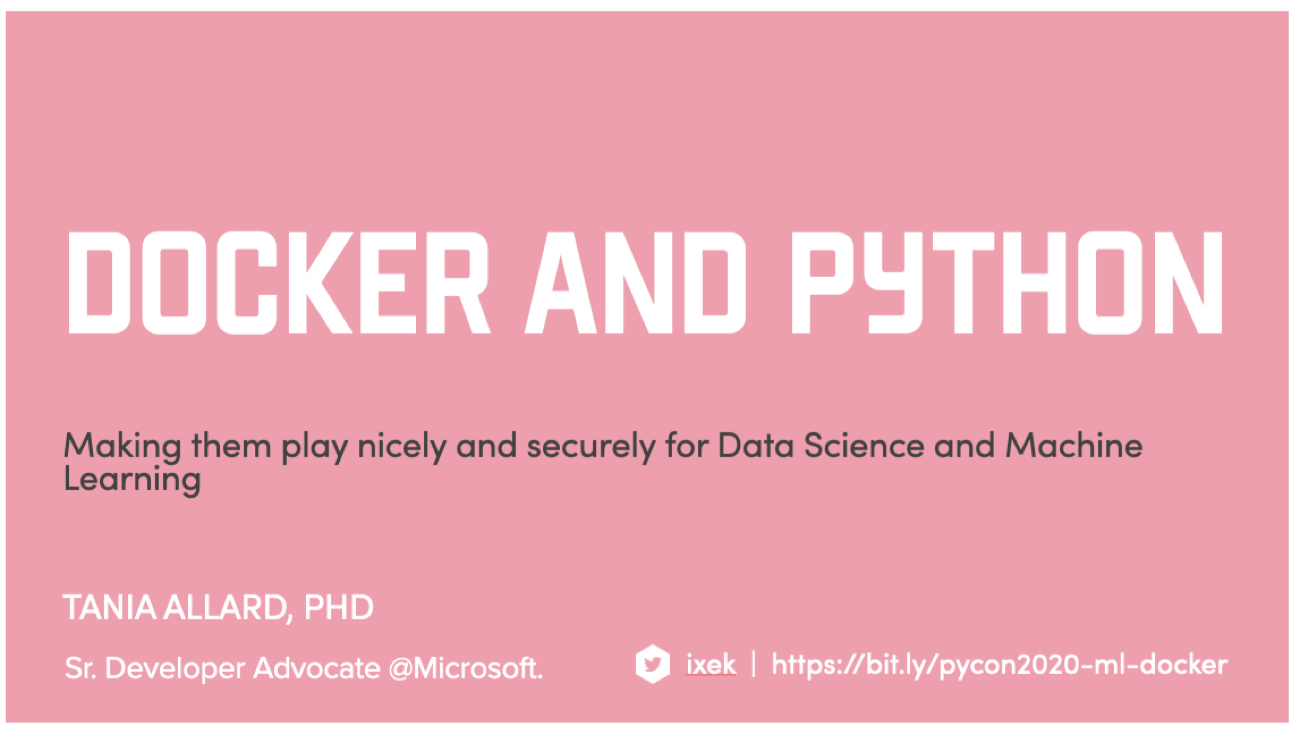 DOCKER AND PYTHON
Making them play nicely and securely for Data Science and Machine
Learning
TANIA ALLARD, PHD
Sr. Developer Advocate @Microsoft.
ixek | https://bit.ly/pycon2020-ml-docker